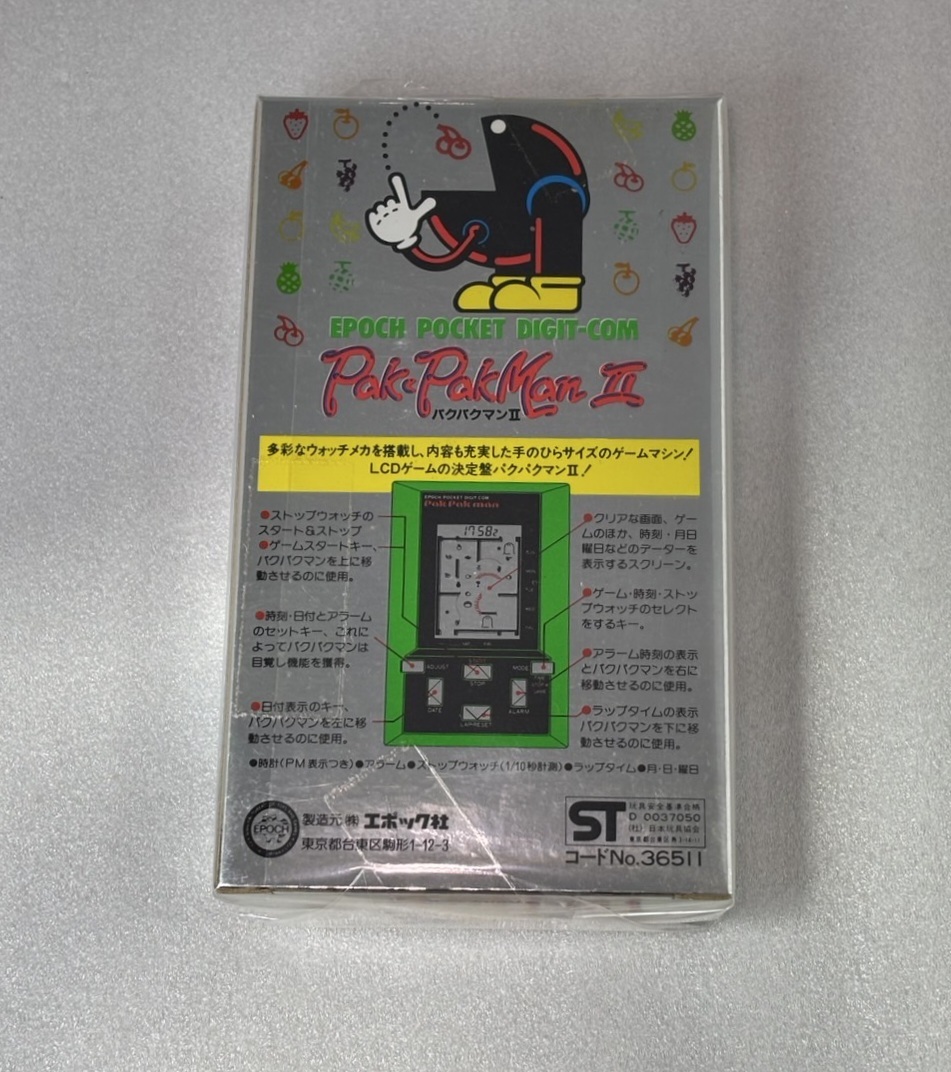 EPOCH POCKET DIGIT-COM
Pak·PakMan II
パクパクマンII
多彩なウォッチメカを搭載し、内容も充実した手のひらサイズのゲームマシン!
LCDゲームの決定盤パクパクマンII!
●ストップウォッチの
スタート&ストップ
●ゲームスタートキー、
パクパクマンを上に移
動させるのに使用。
●時刻・日付とアラーム
のセットキー、これに
よってパクパクマンは
目覚し機能を獲得。
●日付表示のキー、
パクパクマンを左に移
動させるのに使用。
EPOCH POCKET DIGIT-COM
Pak Pak man
17:582
ADJUST
STOP
MODE
DATE
ALARM
LAP/RESET
●クリアな画面、ゲー
ムのほか、時刻・月日
曜日などのデーターを
表示するスクリーン。
●ゲーム・時刻・ストッ
プウォッチのセレクト
をするキー。
●アラーム時刻の表示
とパクパクマンを右に
移動させるのに使用。
●ラップタイムの表示
パクパクマンを下に移
動させるのに使用。
●時計(PM表示つき)●アラーム●ストップウォッチ(1/10秒計測)●ラップタイム●月・日・曜日
EPOCH
製造元㈱エポック社
東京都台東区駒形1-12-3
ST
玩具安全基準合格
D 0037050
(社)日本玩具協会
コードNo.36511